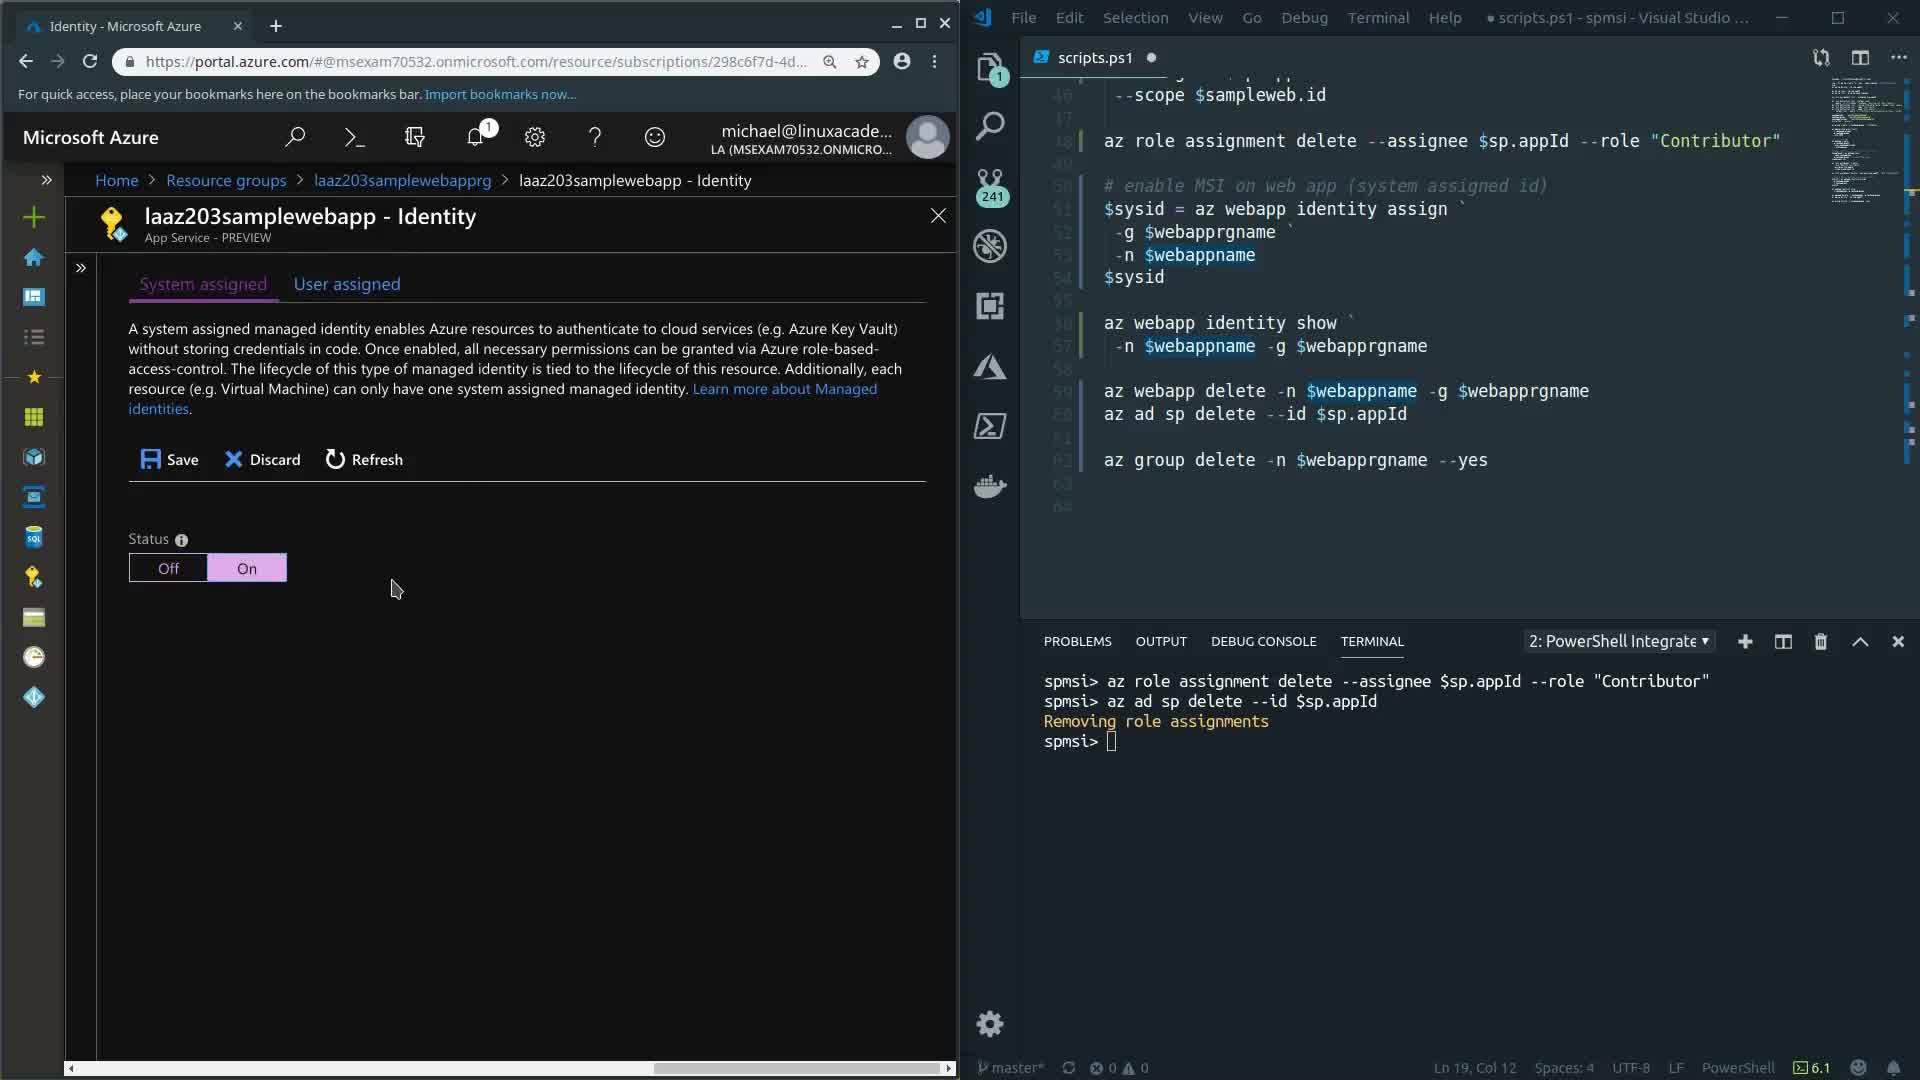 Identity - Microsoft Azure
https://portal.azure.com/#@msexam70532.onmicrosoft.com/resource/subscriptions/298c6f7d-4d...
For quick access, place your bookmarks here on the bookmarks bar. Import bookmarks now...
Microsoft Azure
1
michael@linuxacade...
LA (MSEXAM70532.ONMICRO...
Home > Resource groups > laaz203samplewebapprg > laaz203samplewebapp - Identity
laaz203samplewebapp - Identity
App Service - PREVIEW
System assigned User assigned
A system assigned managed identity enables Azure resources to authenticate to cloud services (e.g. Azure Key Vault)
without storing credentials in code. Once enabled, all necessary permissions can be granted via Azure role-based-
access-control. The lifecycle of this type of managed identity is tied to the lifecycle of this resource. Additionally, each
resource (e.g. Virtual Machine) can only have one system assigned managed identity. Learn more about Managed
identities.
Save Discard Refresh
Status
Off On
SQL
File Edit Selection View Go Debug Terminal Help ● scripts.ps1 - spmsi - Visual Studio ...
scripts.ps1
1
241
46 --scope $sampleweb.id
47
48 az role assignment delete --assignee $sp.appId --role "Contributor"
49
50 # enable MSI on web app (system assigned id)
51 $sysid = az webapp identity assign `
52 -g $webapprgname `
53 -n $webappname
54 $sysid
55
56 az webapp identity show `
57 -n $webappname -g $webapprgname
58
59 az webapp delete -n $webappname -g $webapprgname
60 az ad sp delete --id $sp.appId
61
62 az group delete -n $webapprgname --yes
63
64
PROBLEMS OUTPUT DEBUG CONSOLE TERMINAL 2: PowerShell Integrate
spmsi> az role assignment delete --assignee $sp.appId --role "Contributor"
spmsi> az ad sp delete --id $sp.appId
Removing role assignments
spmsi>
master* 0 0 Ln 19, Col 12 Spaces: 4 UTF-8 LF PowerShell 6.1